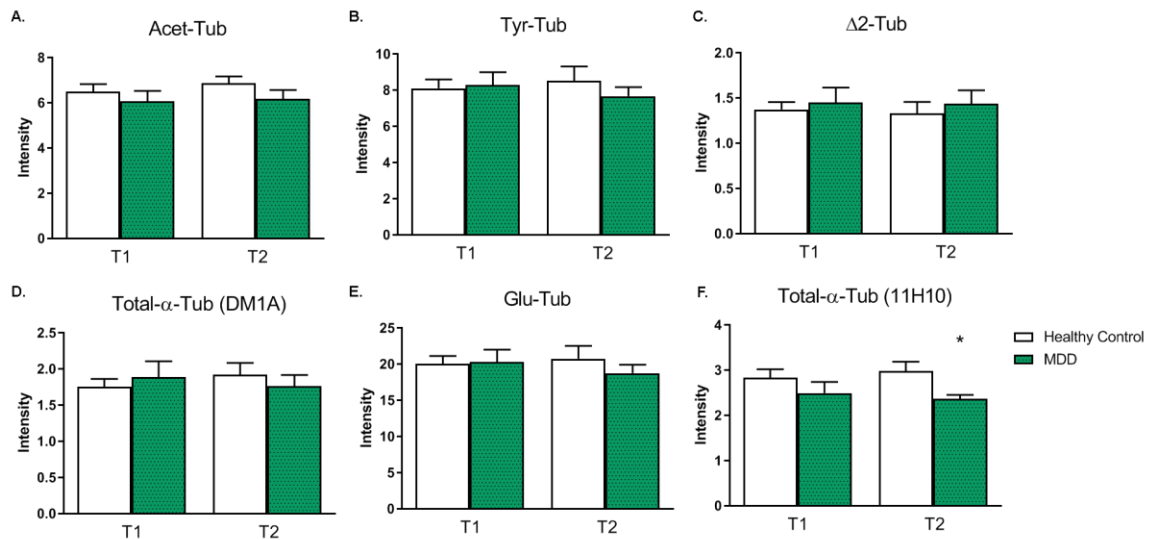 A.
Acet-Tub
8
6
4
2
0
Intensity
T1
T2
B.
Tyr-Tub
10
8
6
4
2
0
Intensity
T1
T2
C.
Δ2-Tub
2.0
1.5
1.0
0.5
0.0
Intensity
T1
T2
D.
Total-α-Tub (DM1A)
2.5
2.0
1.5
1.0
0.5
0.0
Intensity
T1
T2
E.
Glu-Tub
25
20
15
10
5
0
Intensity
T1
T2
F.
Total-α-Tub (11H10)
4
3
2
1
0
Intensity
*
T1
T2
Healthy Control
MDD